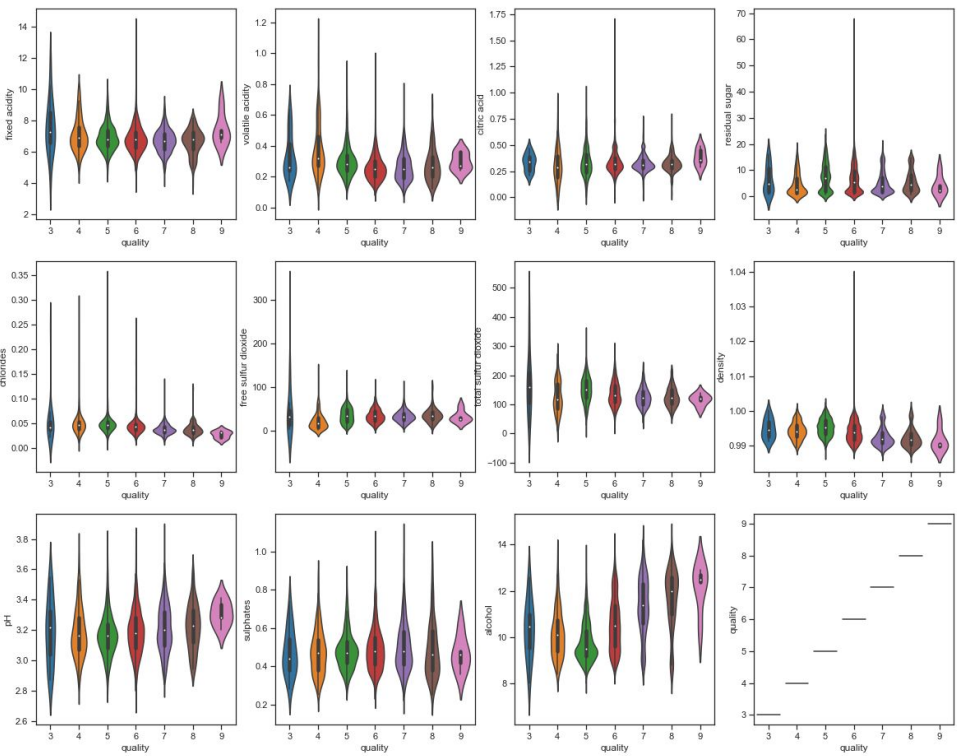 fixed acidity
14
12
10
8
6
4
2
3 4 5 6 7 8 9
quality
volatile acidity
1.2
1.0
0.8
0.6
0.4
0.2
0.0
3 4 5 6 7 8 9
quality
citric acid
1.75
1.50
1.25
1.00
0.75
0.50
0.25
0.00
3 4 5 6 7 8 9
quality
residual sugar
70
60
50
40
30
20
10
0
3 4 5 6 7 8 9
quality
chlorides
0.35
0.30
0.25
0.20
0.15
0.10
0.05
0.00
3 4 5 6 7 8 9
quality
free sulfur dioxide
300
200
100
0
3 4 5 6 7 8 9
quality
total sulfur dioxide
500
400
300
200
100
0
−100
3 4 5 6 7 8 9
quality
density
1.04
1.03
1.02
1.01
1.00
0.99
3 4 5 6 7 8 9
quality
pH
3.8
3.6
3.4
3.2
3.0
2.8
2.6
3 4 5 6 7 8 9
quality
sulphates
1.0
0.8
0.6
0.4
0.2
3 4 5 6 7 8 9
quality
alcohol
14
12
10
8
3 4 5 6 7 8 9
quality
quality
9
8
7
6
5
4
3
3 4 5 6 7 8 9
quality